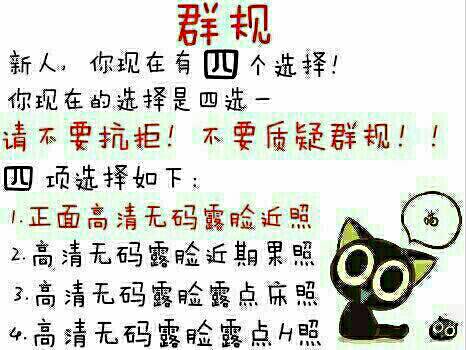 群规
新人，你现在有四个选择！
你现在的选择是四选一
请不要抗拒！不要质疑群规！！
四项选择如下：
1.正面高清无码露脸近照
2.高清无码露脸近期果照
3.高清无码露脸露点床照
4.高清无码露脸露点H照
喵